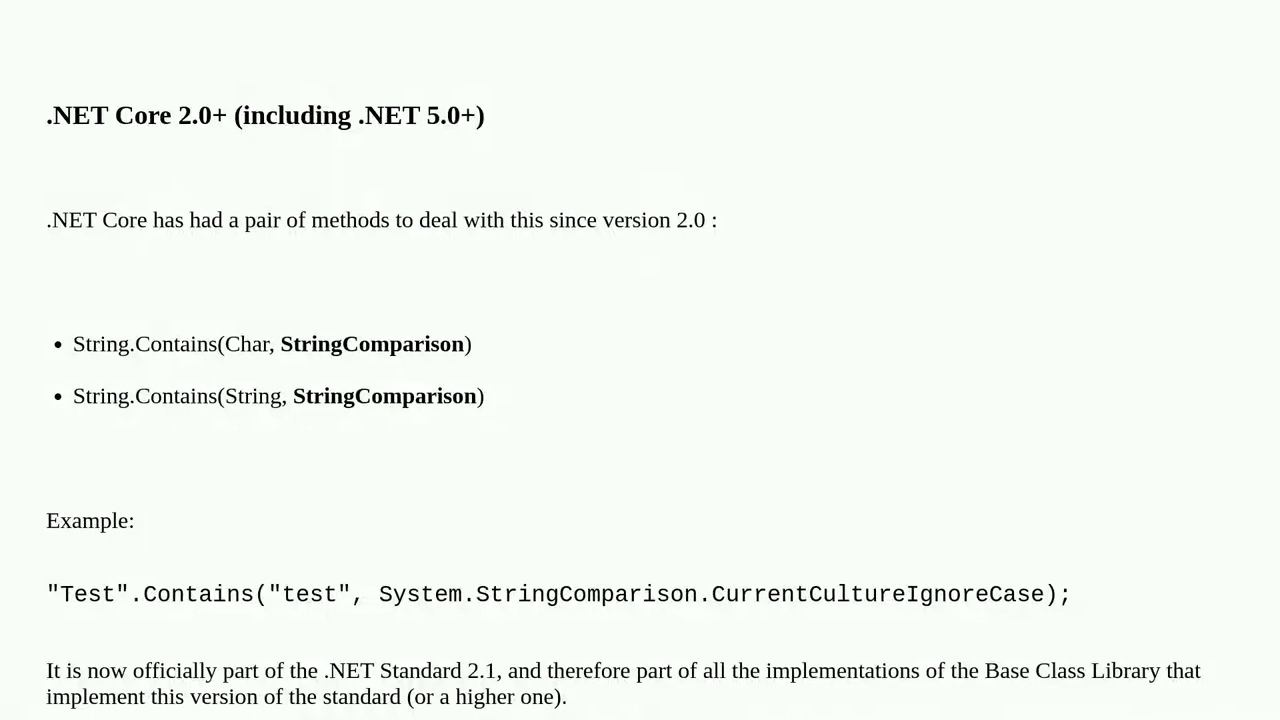 .NET Core 2.0+ (including .NET 5.0+)
.NET Core has had a pair of methods to deal with this since version 2.0 :
• String.Contains(Char, StringComparison)
• String.Contains(String, StringComparison)
Example:
"Test".Contains("test", System.StringComparison.CurrentCultureIgnoreCase);
It is now officially part of the .NET Standard 2.1, and therefore part of all the implementations of the Base Class Library that
implement this version of the standard (or a higher one).